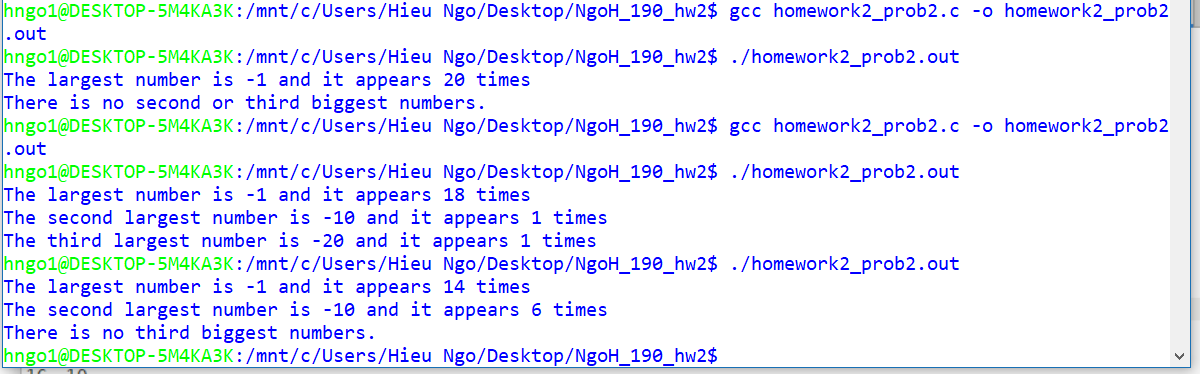 hngo1@DESKTOP-5M4KA3K:/mnt/c/Users/Hieu Ngo/Desktop/NgoH_190_hw2$ gcc homework2_prob2.c -o homework2_prob2
.out
hngo1@DESKTOP-5M4KA3K:/mnt/c/Users/Hieu Ngo/Desktop/NgoH_190_hw2$ ./homework2_prob2.out
The largest number is -1 and it appears 20 times
There is no second or third biggest numbers.
hngo1@DESKTOP-5M4KA3K:/mnt/c/Users/Hieu Ngo/Desktop/NgoH_190_hw2$ gcc homework2_prob2.c -o homework2_prob2
.out
hngo1@DESKTOP-5M4KA3K:/mnt/c/Users/Hieu Ngo/Desktop/NgoH_190_hw2$ ./homework2_prob2.out
The largest number is -1 and it appears 18 times
The second largest number is -10 and it appears 1 times
The third largest number is -20 and it appears 1 times
hngo1@DESKTOP-5M4KA3K:/mnt/c/Users/Hieu Ngo/Desktop/NgoH_190_hw2$ ./homework2_prob2.out
The largest number is -1 and it appears 14 times
The second largest number is -10 and it appears 6 times
There is no third biggest numbers.
hngo1@DESKTOP-5M4KA3K:/mnt/c/Users/Hieu Ngo/Desktop/NgoH_190_hw2$